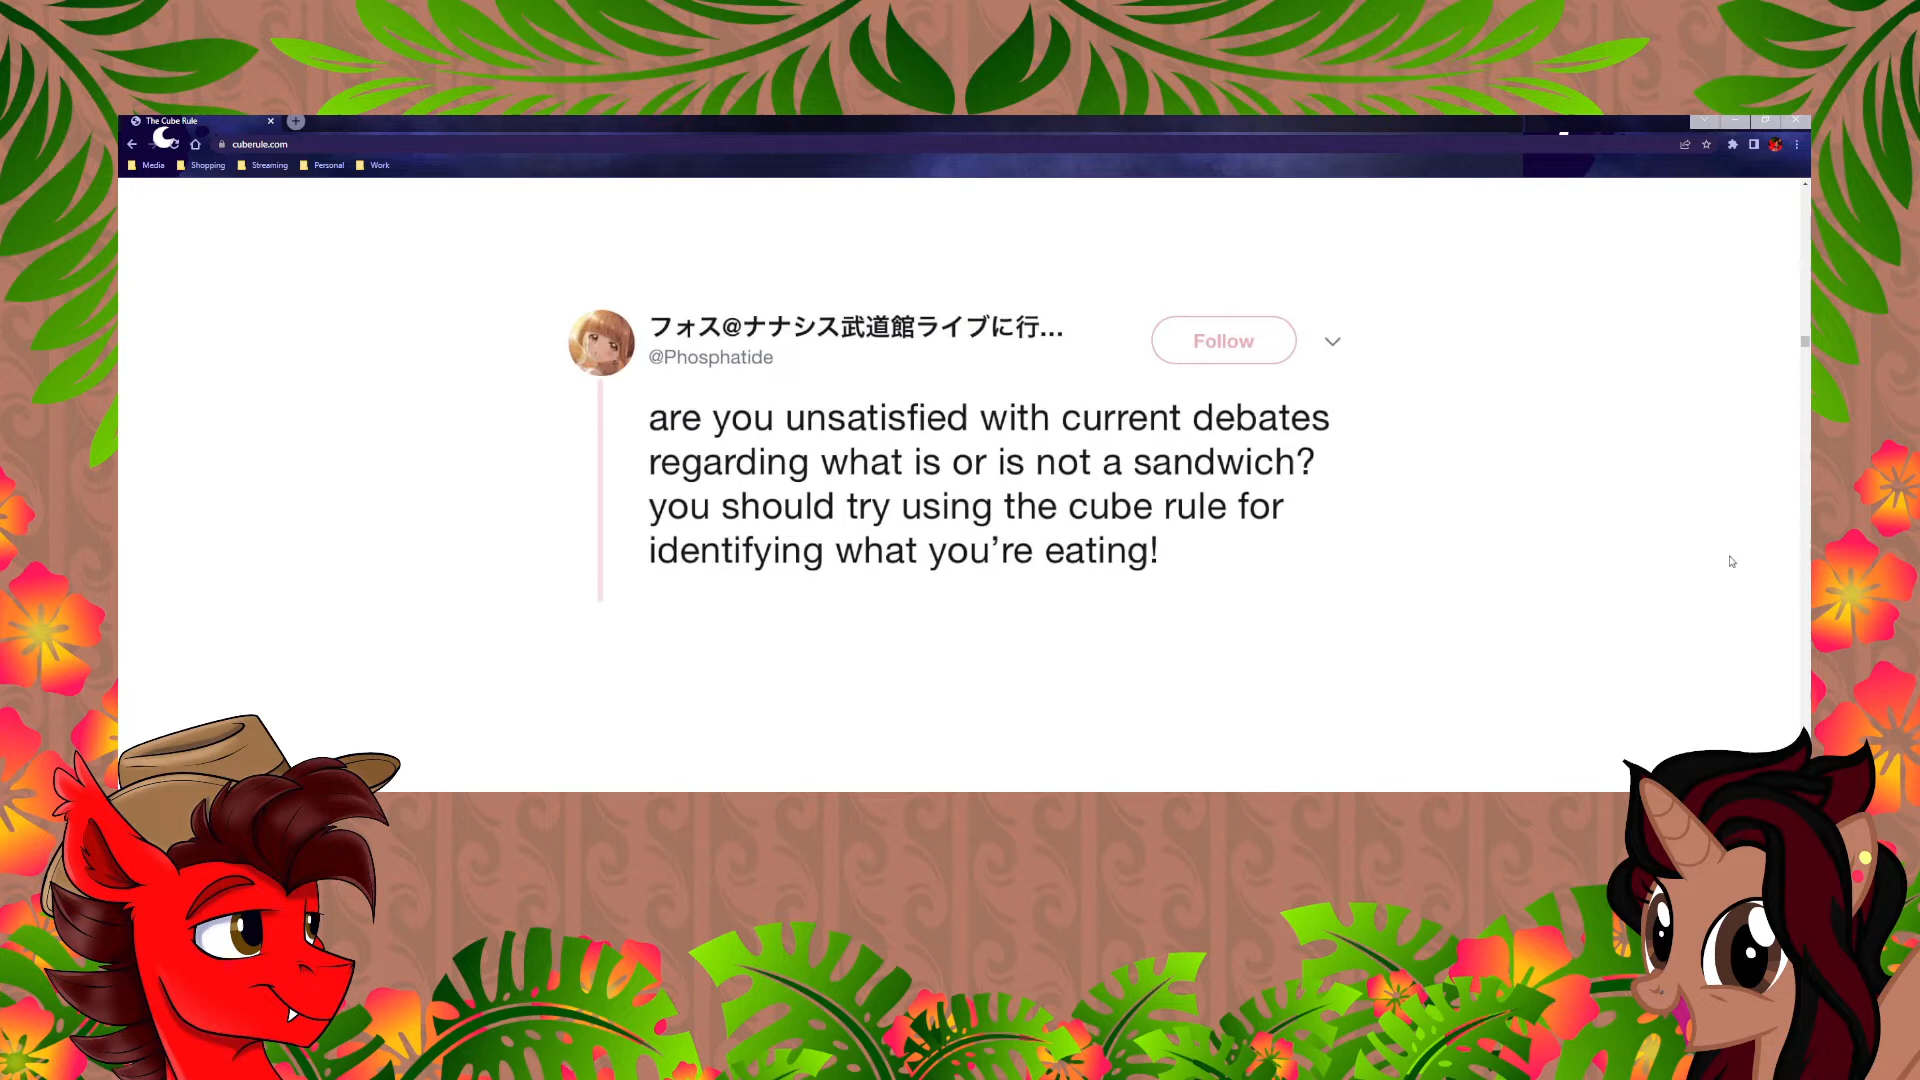 The Cube Rule
cuberule.com
Media Shopping Streaming Personal Work
フォス@ナナシス武道館ライブに行...
@Phosphatide
Follow
are you unsatisfied with current debates
regarding what is or is not a sandwich?
you should try using the cube rule for
identifying what you’re eating!